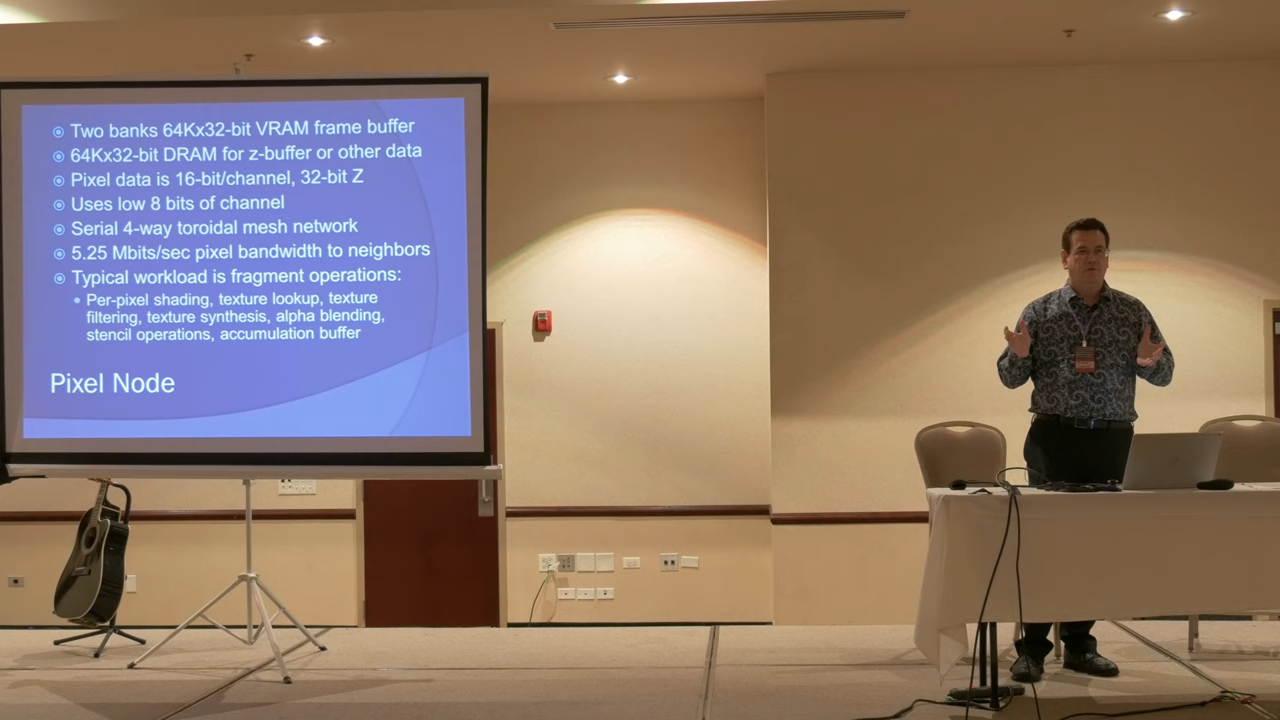 Two banks 64Kx32-bit VRAM frame buffer
64Kx32-bit DRAM for z-buffer or other data
Pixel data is 16-bit/channel, 32-bit Z
Uses low 8 bits of channel
Serial 4-way toroidal mesh network
5.25 Mbits/sec pixel bandwidth to neighbors
Typical workload is fragment operations:
Per-pixel shading, texture lookup, texture
filtering, texture synthesis, alpha blending,
stencil operations, accumulation buffer
Pixel Node